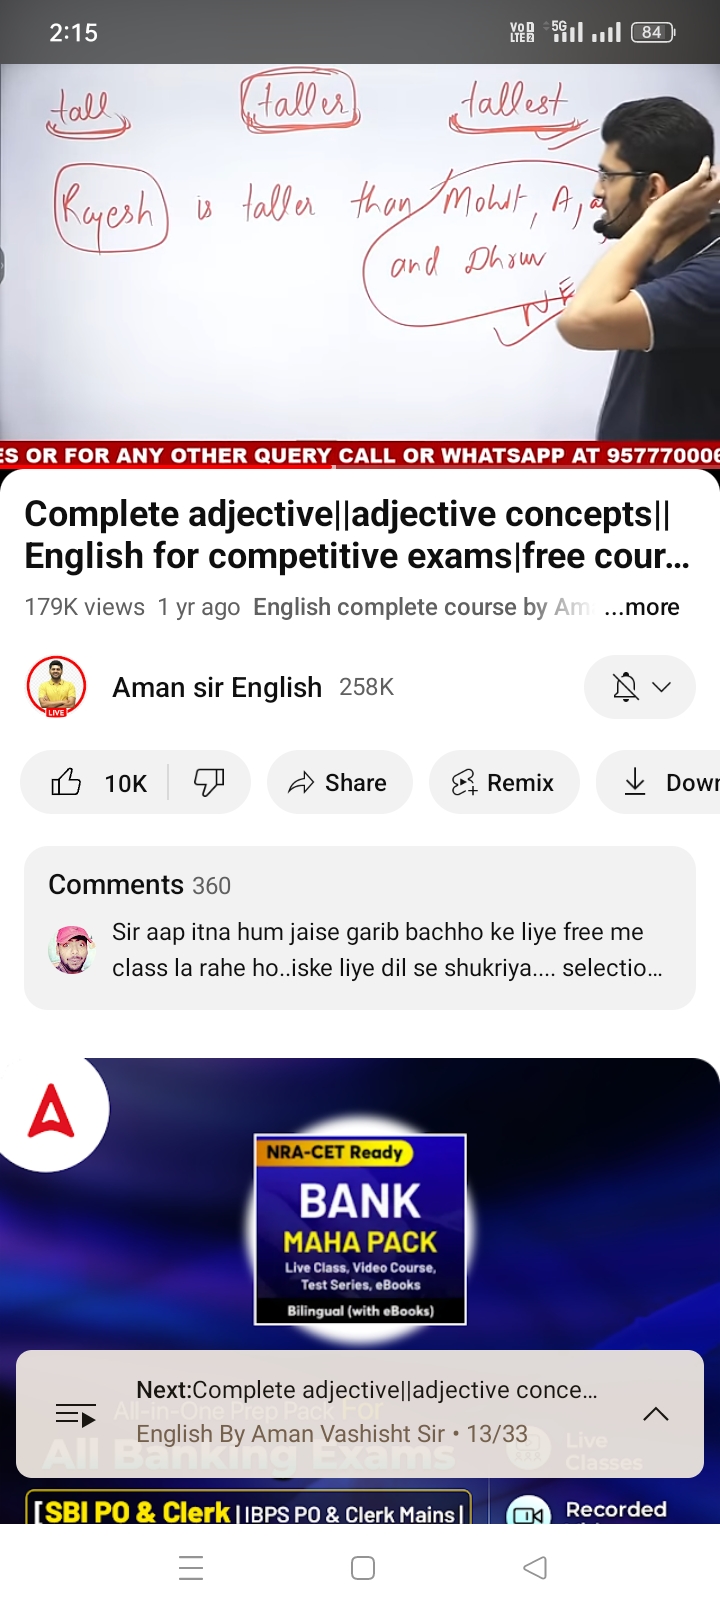 2:15
Vo D
LTE 2
5G
84
tall taller tallest
Rajesh is taller than Mohit, A
and Dhruv
NE
ES OR FOR ANY OTHER QUERY CALL OR WHATSAPP AT 957770006
Complete adjective||adjective concepts||
English for competitive exams|free cour...
179K views 1 yr ago English complete course by Am ...more
Aman sir English 258K
LIVE
10K Share Remix Down
Comments 360
Sir aap itna hum jaise garib bachho ke liye free me
class la rahe ho..iske liye dil se shukriya.... selectio...
A
NRA-CET Ready
BANK
MAHA PACK
Live Class, Video Course,
Test Series, eBooks
Bilingual (with eBooks)
Next:Complete adjective||adjective conce...
All-in-One Prep Pack For
English By Aman Vashisht Sir • 13/33
All Banking Exams
Live
Classes
[SBI PO & Clerk | IBPS PO & Clerk Mains|
Recorded